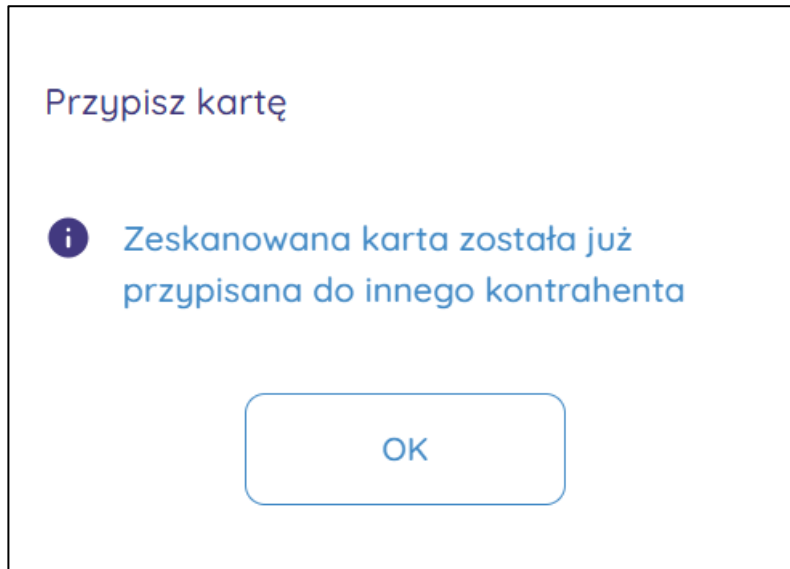 Przypisz kartę
Zeskanowana karta została już
przypisana do innego kontrahenta
OK